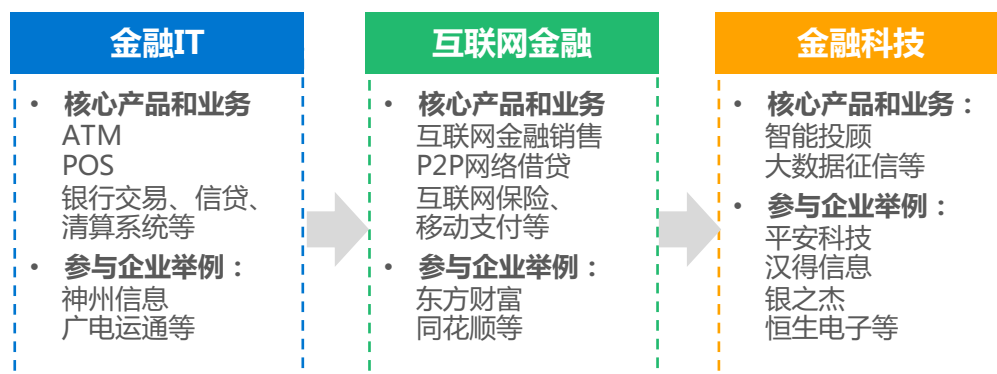 金融IT
• 核心产品和业务
ATM
POS
银行交易、信贷、
清算系统等
• 参与企业举例：
神州信息
广电运通等
互联网金融
• 核心产品和业务
互联网金融销售
P2P网络借贷
互联网保险、
移动支付等
• 参与企业举例：
东方财富
同花顺等
金融科技
• 核心产品和业务：
智能投顾
大数据征信等
• 参与企业举例：
平安科技
汉得信息
银之杰
恒生电子等